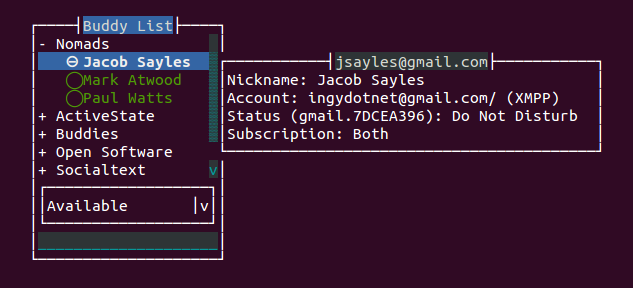 Buddy List
- Nomads
⊖ Jacob Sayles
◯Mark Atwood
◯Paul Watts
+ ActiveState
+ Buddies
+ Open Software
+ Socialtext
v
Available v
jsayles@gmail.com
Nickname: Jacob Sayles
Account: ingydotnet@gmail.com/ (XMPP)
Status (gmail.7DCEA396): Do Not Disturb
Subscription: Both